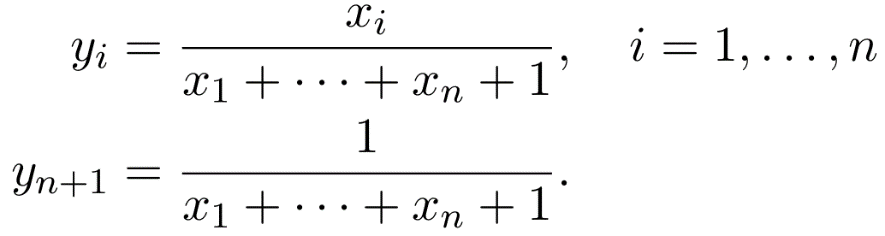 y_i = \frac{x_i}{x_1 + \cdots + x_n + 1}, \quad i = 1, \ldots, n
y_{n+1} = \frac{1}{x_1 + \cdots + x_n + 1}.